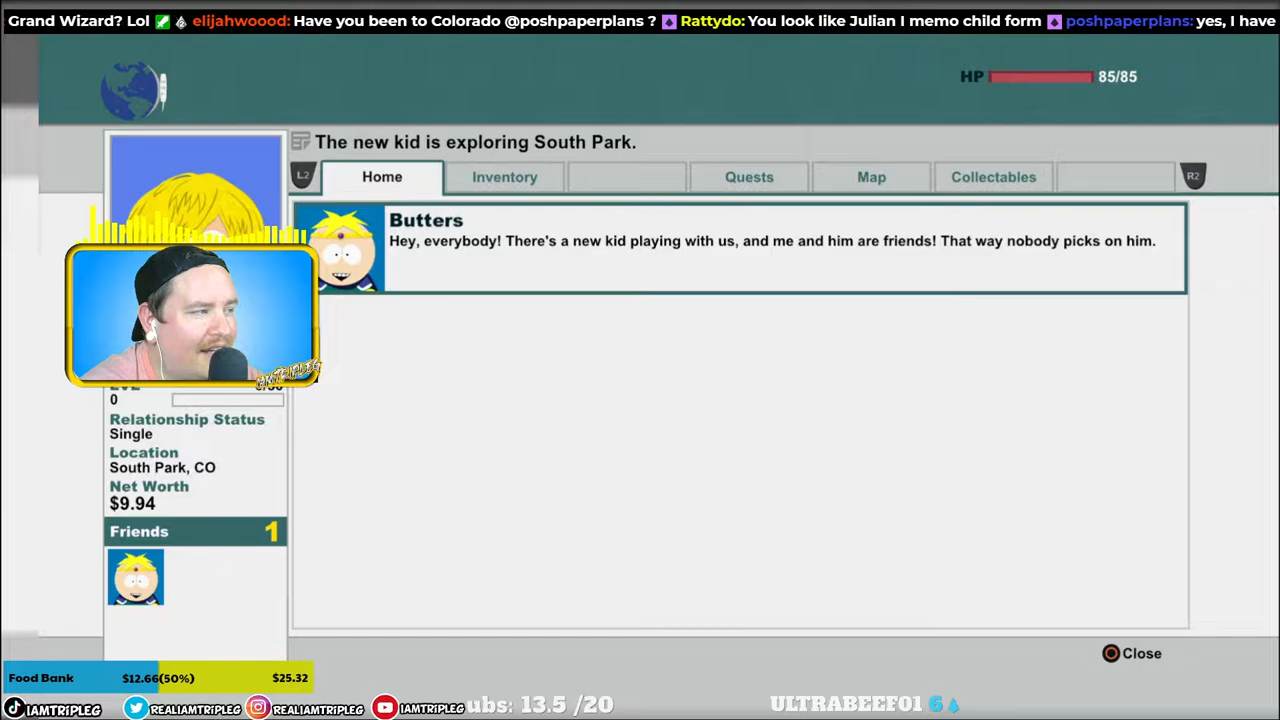 Grand Wizard? Lol elijahwoood: Have you been to Colorado @poshpaperplans ? Rattydo: You look like Julian I memo child form poshpaperplans: yes, I have
HP 85/85
The new kid is exploring South Park.
L2 Home Inventory Quests Map Collectables R2
Butters
Hey, everybody! There's a new kid playing with us, and me and him are friends! That way nobody picks on him.
IAMTRIPLEG
LVL
0
Relationship Status
Single
Location
South Park, CO
Net Worth
$9.94
Friends 1
Close
Food Bank $12.66(50%) $25.32
IAMTRIPLEG REALIAMTRIPLEG REALIAMTRIPLEG IAMTRIPLEG ubs: 13.5 /20 ULTRABEEF01 6